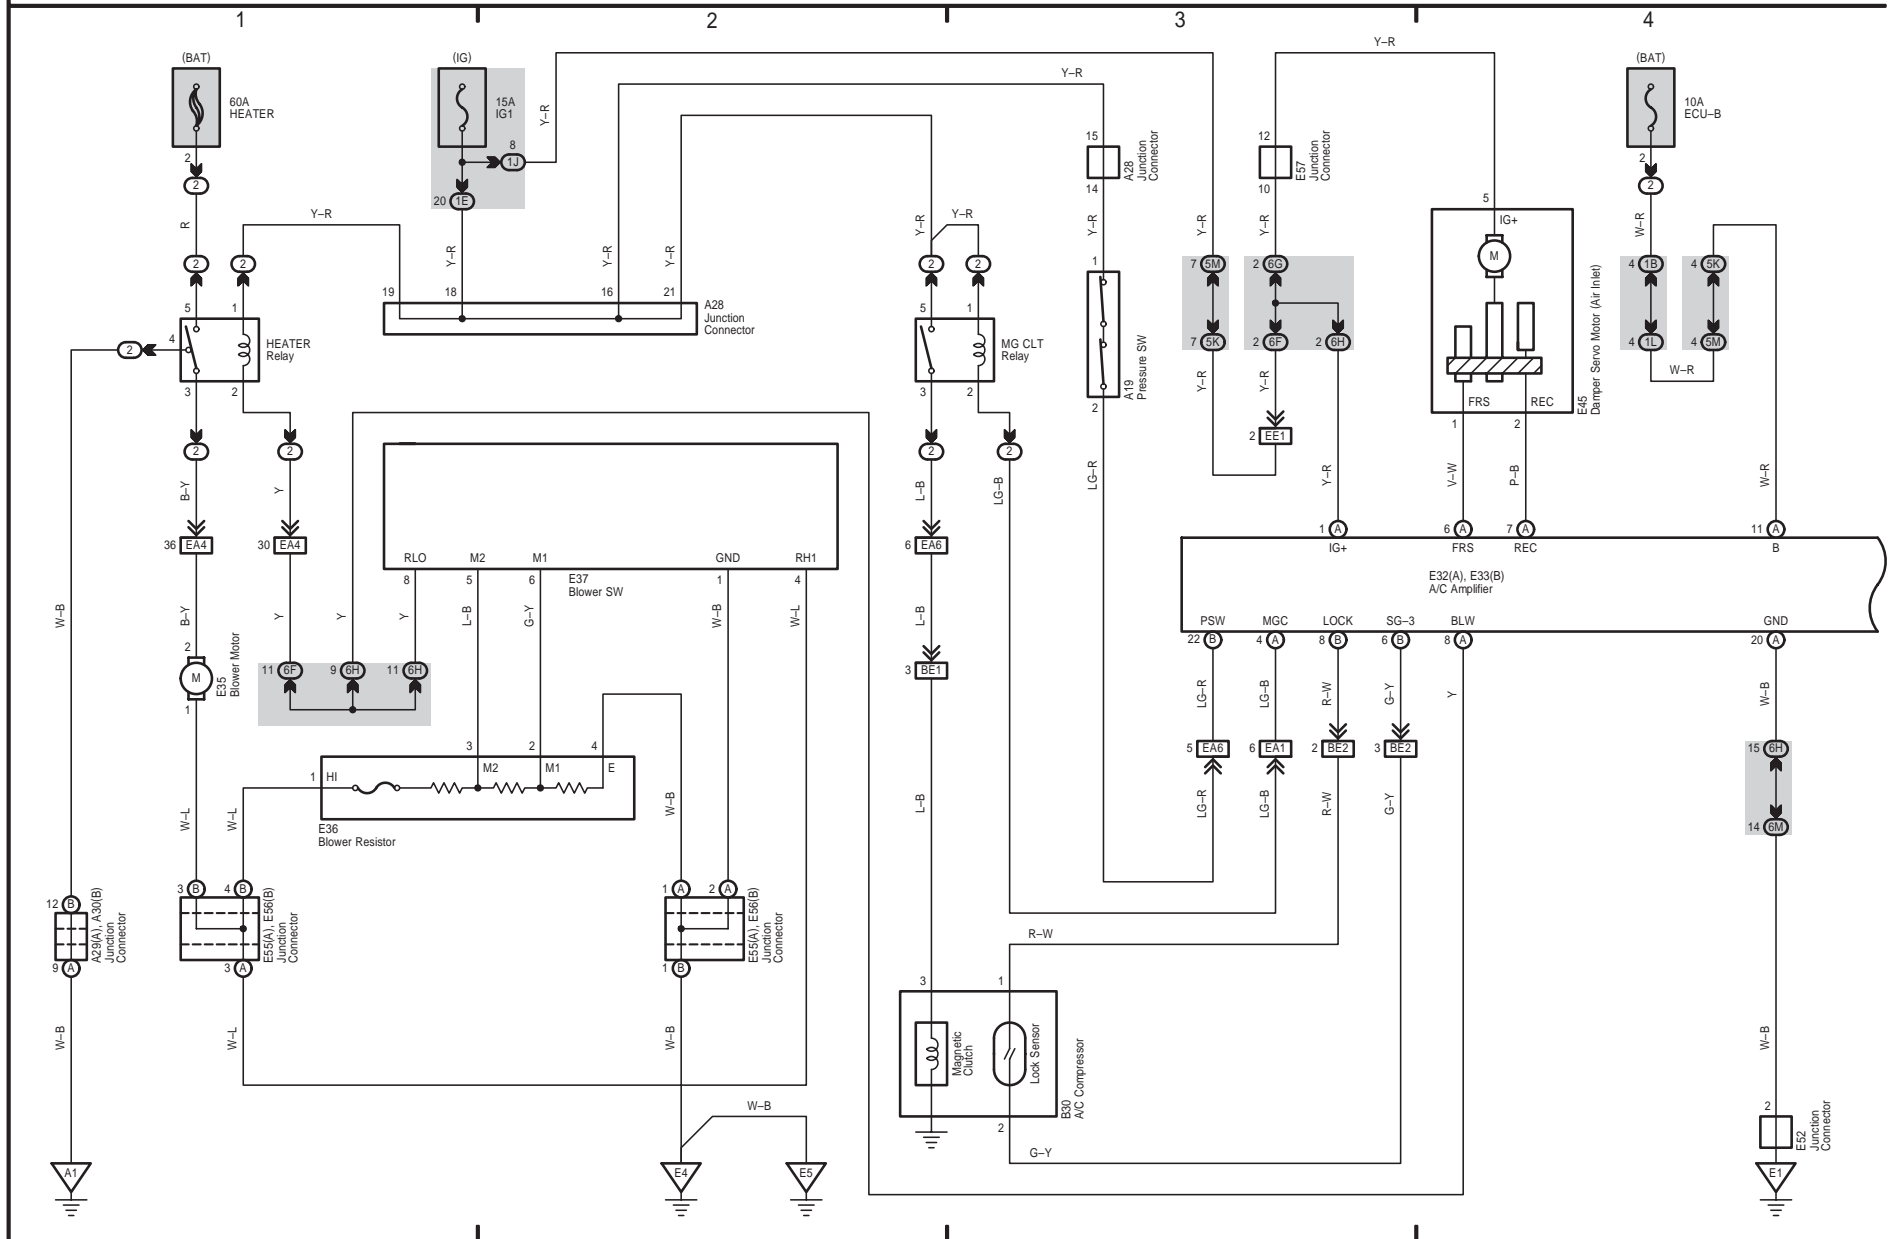 1
2
3
4
(BAT)
60A
HEATER
2
2
R
2
2
5
1
4
2
HEATER
Relay
3
2
2
2
B–Y
Y
36 EA4
30 EA4
B–Y
Y
Y
Y
2
M
1
E35
Blower Motor
11 6F
9 6H
11 6H
W–B
(IG)
15A
IG1
8
1J
Y–R
20 1E
Y–R
Y–R
Y–R
Y–R
19
18
16
21
A28
Junction
Connector
RLO
M2
M1
GND
RH1
8
5
6
1
4
E37
Blower SW
L–B
G–Y
W–B
W–L
3
2
4
1
HI
M2
M1
E
E36
Blower Resistor
W–L
W–L
W–B
3 B
4 B
3 A
E55(A), E56(B)
Junction
Connector
12 B
9 A
A29(A), A30(B)
Junction
Connector
1 A
2 A
1 B
E55(A), E56(B)
Junction
Connector
W–B
W–L
W–B
W–B
A1
E4
E5
Y–R
Y–R
Y–R
2
2
5
1
MG CLT
Relay
3
2
2
2
L–B
LG–B
6 EA6
L–B
3 BE1
L–B
3
1
Magnetic
Clutch
Lock Sensor
B30
A/C Compressor
2
R–W
G–Y
15
A28
Junction
Connector
14
Y–R
1
A19
Pressure SW
2
LG–R
Y–R
7 5M
7 5K
Y–R
Y–R
12
E57
Junction
Connector
10
Y–R
2 6G
2 6F
2 6H
Y–R
2 EE1
Y–R
5
IG+
M
FRS
REC
1
2
E45
Damper Servo Motor (Air Inlet)
V–W
P–B
(BAT)
10A
ECU–B
2
2
W–R
4 1B
4 5K
4 1L
4 5M
W–R
W–R
1 A
6 A
7 A
11 A
IG+
FRS
REC
B
E32(A), E33(B)
A/C Amplifier
PSW
MGC
LOCK
SG–3
BLW
GND
22 B
4 A
8 B
6 B
8 A
20 A
LG–R
LG–B
R–W
G–Y
Y
W–B
5 EA6
6 EA1
2 BE2
3 BE2
15 6H
LG–R
LG–B
R–W
G–Y
14 6M
W–B
2
E52
Junction
Connector
E1